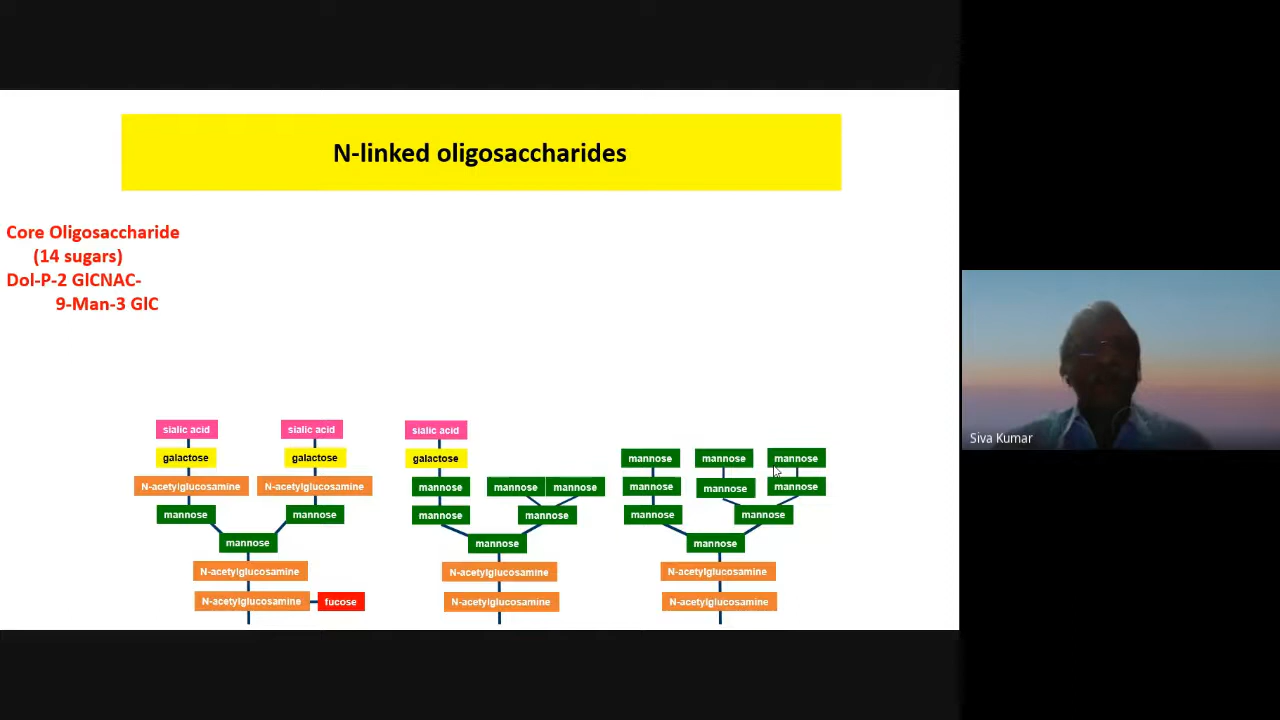 N-linked oligosaccharides
Core Oligosaccharide
(14 sugars)
Dol-P-2 GlCNAC-
9-Man-3 GlC
sialic acid
sialic acid
galactose
galactose
N-acetylglucosamine
N-acetylglucosamine
mannose
mannose
mannose
N-acetylglucosamine
N-acetylglucosamine
fucose
sialic acid
galactose
mannose
mannose
mannose
mannose
mannose
mannose
N-acetylglucosamine
N-acetylglucosamine
mannose
mannose
mannose
mannose
mannose
mannose
mannose
mannose
mannose
N-acetylglucosamine
N-acetylglucosamine
Siva Kumar